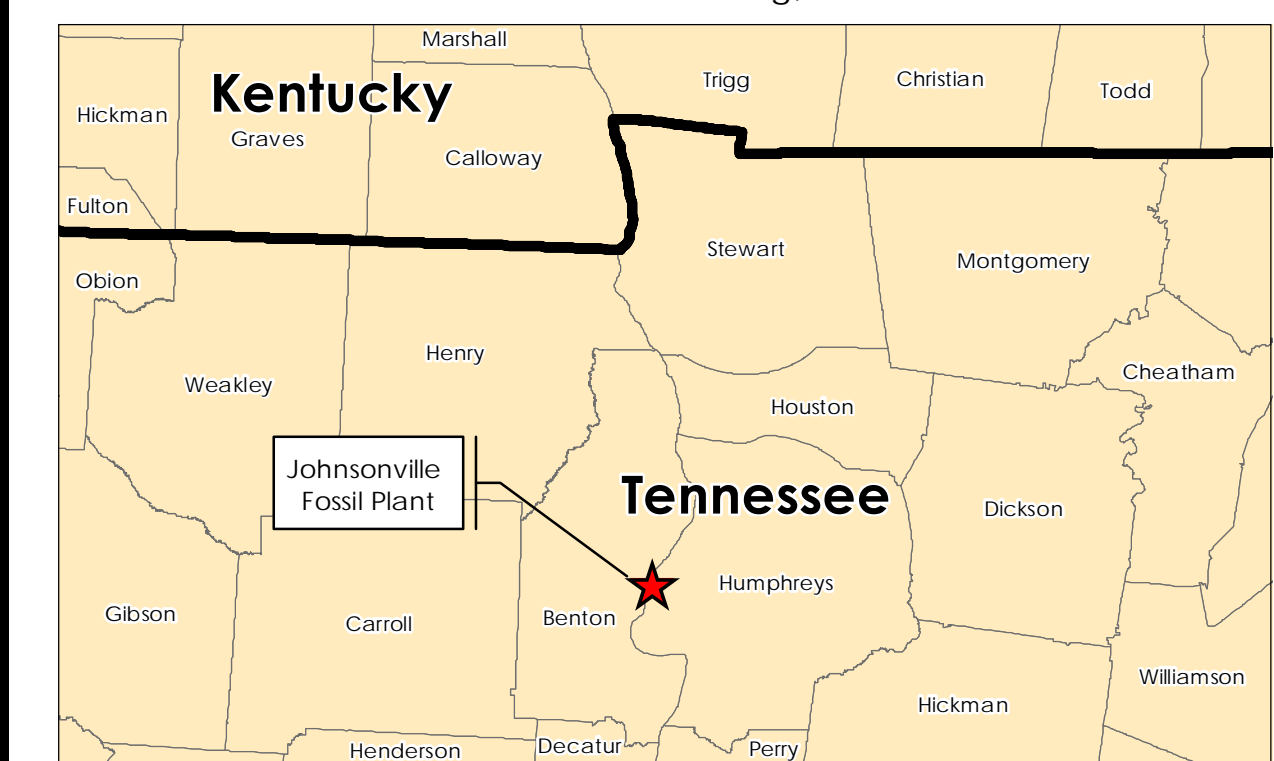 Marshall
Trigg
Christian
Todd
Kentucky
Hickman
Graves
Calloway
Fulton
Stewart
Montgomery
Obion
Henry
Weakley
Cheatham
Houston
Johnsonville
Fossil Plant
Tennessee
Dickson
Humphreys
Gibson
Carroll
Benton
Williamson
Hickman
Henderson
Decatur
Perry